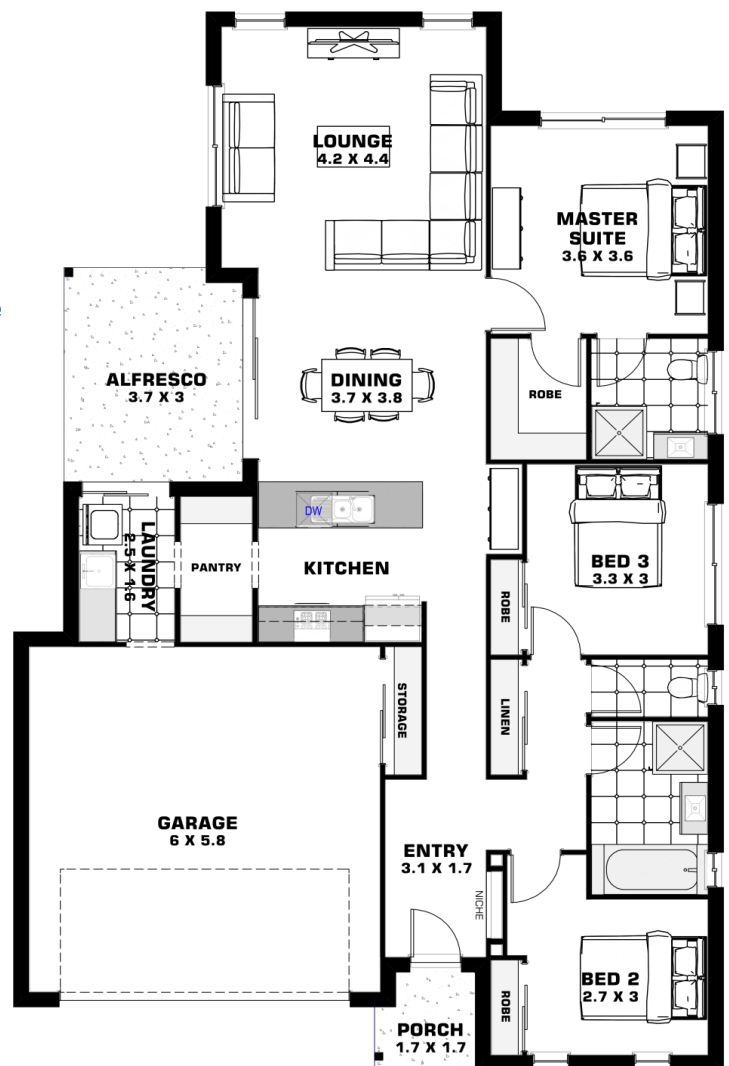 LOUNGE
4.2 X 4.4
MASTER
SUITE
3.6 X 3.6
ALFRESCO
3.7 X 3
DINING
3.7 X 3.8
ROBE
DW
LAUNDRY
2.5 X 1.6
PANTRY
KITCHEN
BED 3
3.3 X 3
ROBE
STORAGE
LINEN
GARAGE
6 X 5.8
ENTRY
3.1 X 1.7
NICHE
BED 2
2.7 X 3
ROBE
PORCH
1.7 X 1.7